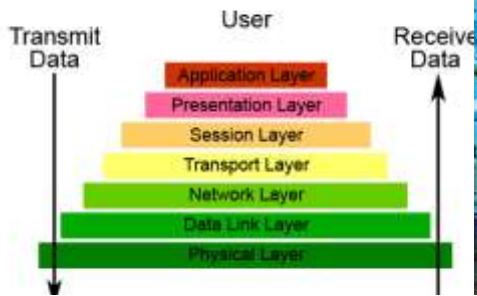 User
Transmit
Data
Receive
Data
Application Layer
Presentation Layer
Session Layer
Transport Layer
Network Layer
Data Link Layer
Physical Layer